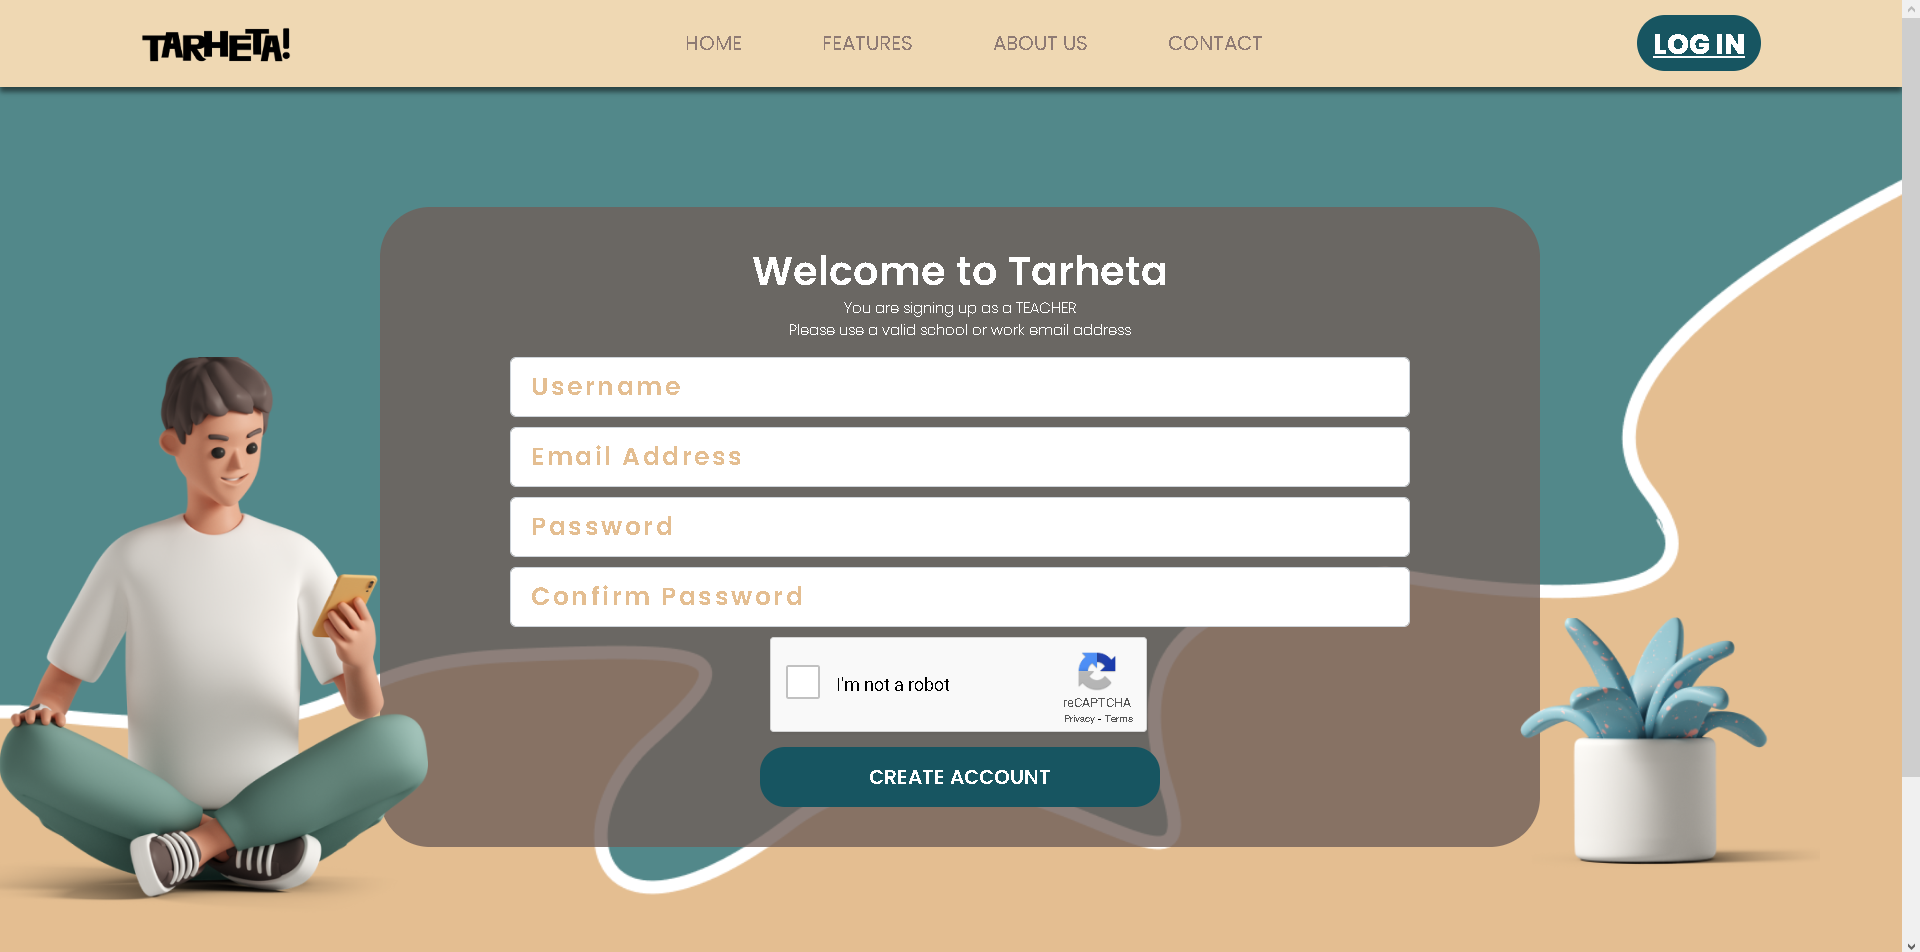 TARHETA!
HOME
FEATURES
ABOUT US
CONTACT
LOG IN
Welcome to Tarheta
You are signing up as a TEACHER
Please use a valid school or work email address
Username
Email Address
Password
Confirm Password
I'm not a robot
reCAPTCHA
Privacy - Terms
CREATE ACCOUNT